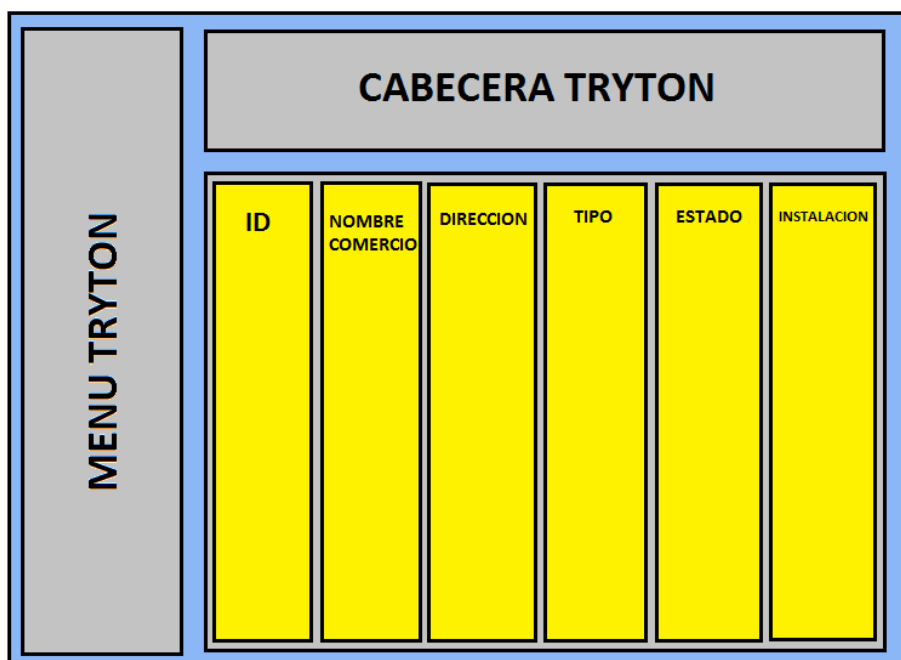 CABECERA TRYTON
MENU TRYTON
ID
NOMBRE
COMERCIO
DIRECCION
TIPO
ESTADO
INSTALACION